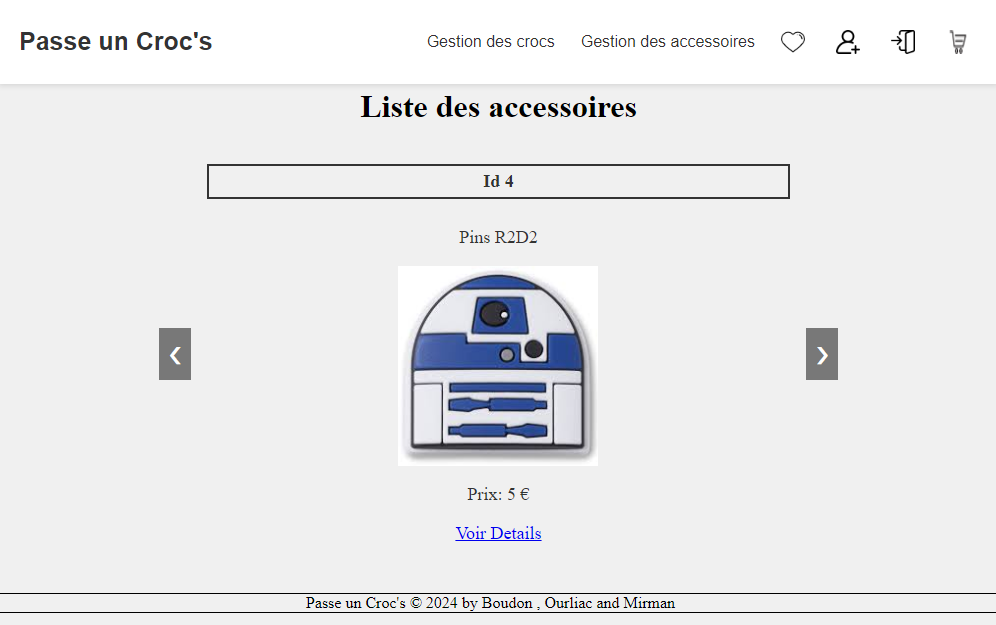 Passe un Croc's
Gestion des crocs
Gestion des accessoires
Liste des accessoires
Id 4
Pins R2D2
❮
❯
Prix: 5 €
Voir Details
Passe un Croc's © 2024 by Boudon , Ourliac and Mirman